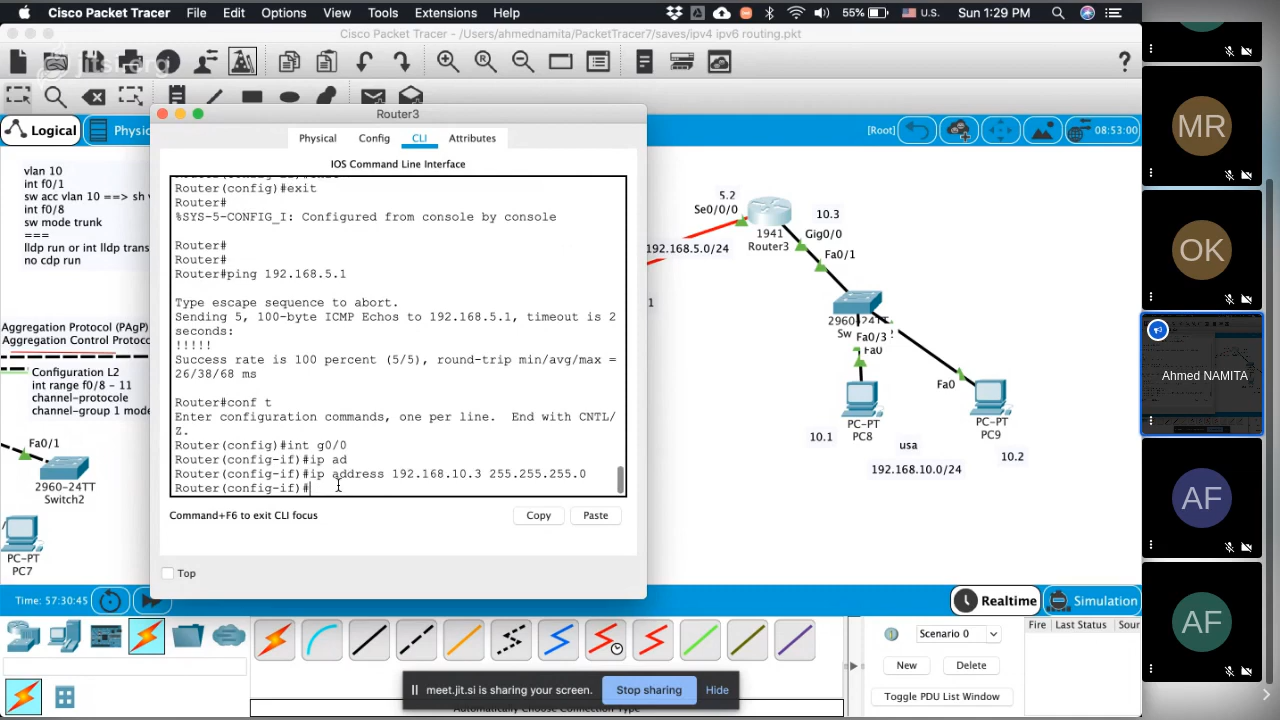 Packet Tracer
File
Edit
Options
View
Tools
Extensions
Help
55%
U.S.
Sun 1:29 PM
Cisco Packet Tracer - /Users/ahmednamita/PacketTracer7/saves/ipv4 ipv6 routing.pkt
jitsi.org
Logical
[Root]
08:53:00
Router3
Physical
Config
CLI
Attributes
IOS Command Line Interface
Router(config)#exit
Router#
%SYS-5-CONFIG_I: Configured from console by console
Router#
Router#
Router#ping 192.168.5.1
Type escape sequence to abort.
Sending 5, 100-byte ICMP Echos to 192.168.5.1, timeout is 2
seconds:
!!!!!
Success rate is 100 percent (5/5), round-trip min/avg/max =
26/38/68 ms
Router#conf t
Enter configuration commands, one per line. End with CNTL/
Z.
Router(config)#int g0/0
Router(config-if)#ip ad
Router(config-if)#ip address 192.168.10.3 255.255.255.0
Router(config-if)#
Command+F6 to exit CLI focus
Copy
Paste
Top
vlan 10
int f0/1
sw acc vlan 10 ==> sh v
int f0/8
sw mode trunk
===
lldp run or int lldp trans
no cdp run
Aggregation Protocol (PAgP)
Aggregation Control Protoco
Configuration L2
int range f0/8 - 11
channel-protocole
channel-group 1 mode
Fa0/1
2960-24TT
Switch2
PC-PT
PC7
5.2
Se0/0/0
1941
Router3
10.3
Gig0/0
Fa0/1
192.168.5.0/24
2960-24TT
Sw
Fa0/3
Fa0
Fa0
PC-PT
PC8
PC-PT
PC9
10.1
usa
10.2
192.168.10.0/24
MR
OK
Ahmed NAMITA
AF
AF
Time: 57:30:45
Realtime
Simulation
Scenario 0
Fire
Last Status
Sour
New
Delete
Toggle PDU List Window
meet.jit.si is sharing your screen.
Stop sharing
Hide
Automatically Choose Connection Type